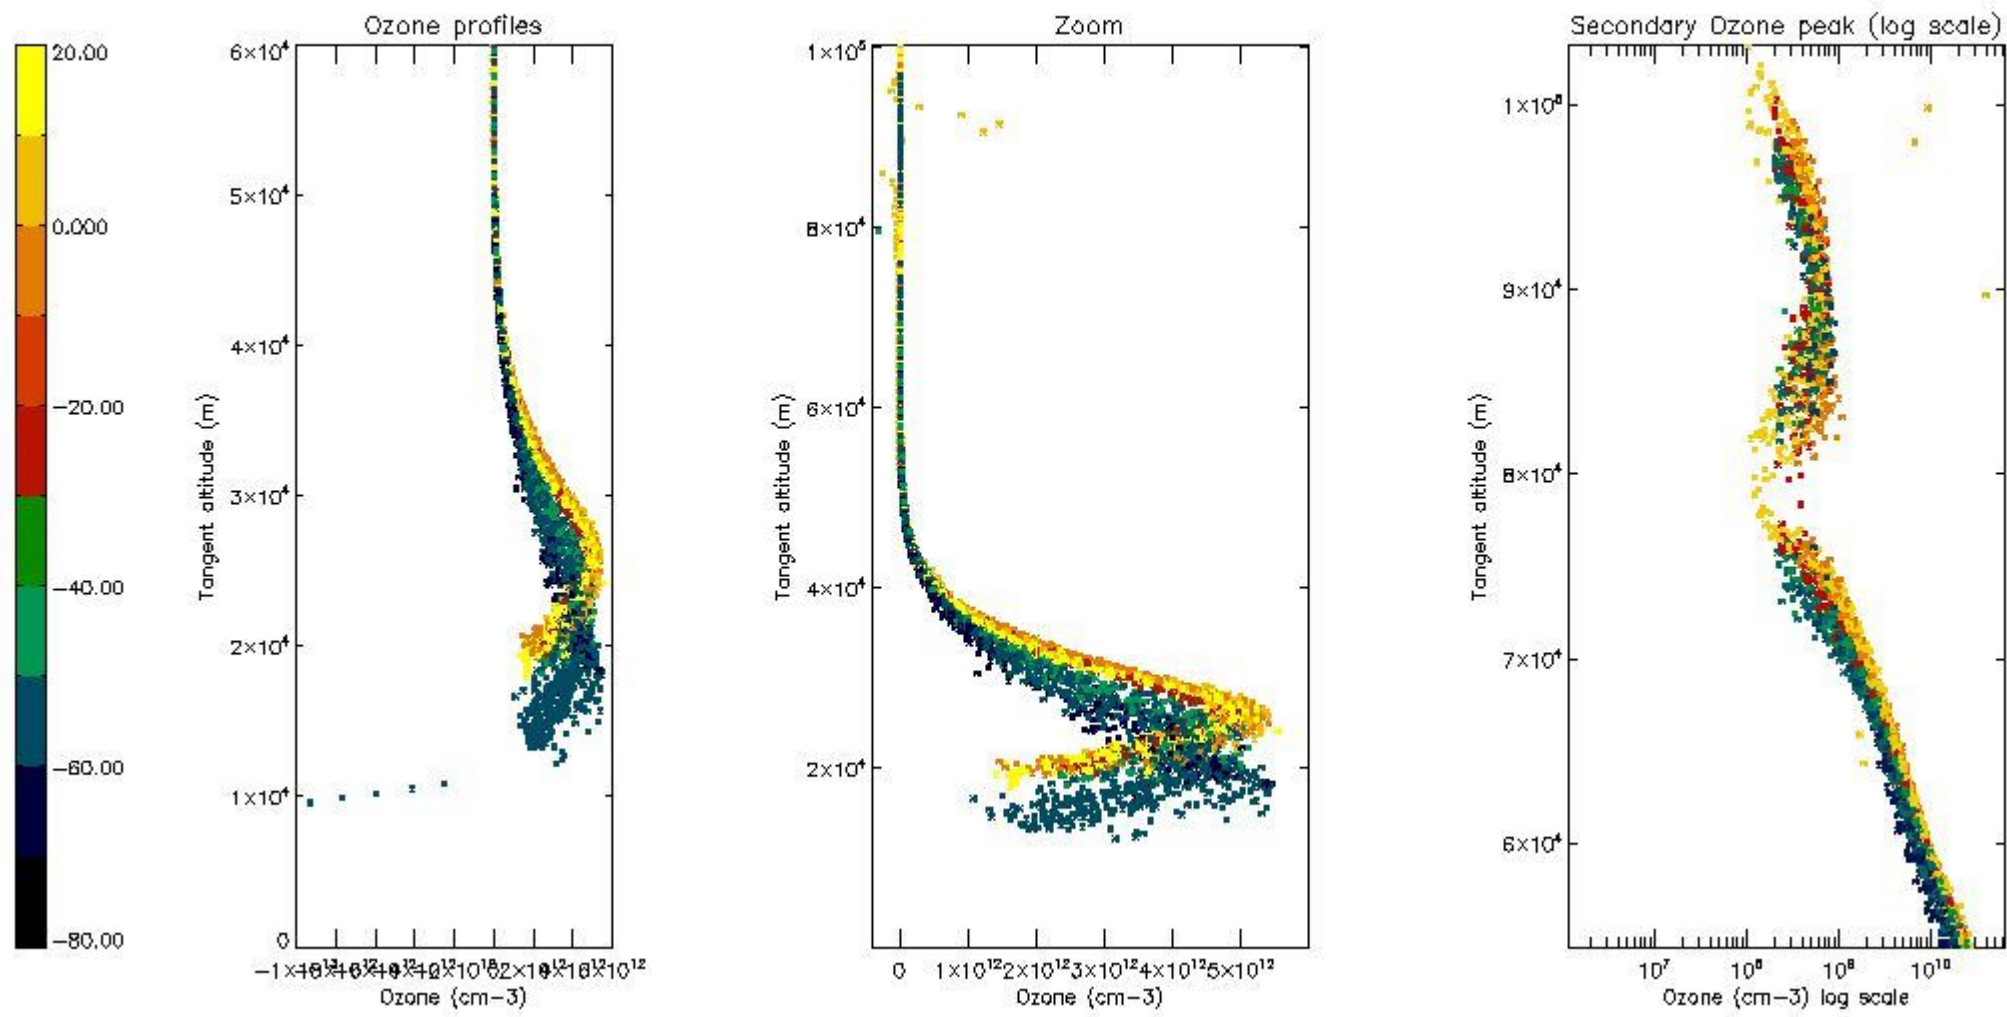 Ozone profiles
20.00
0.000
−20.00
−40.00
−60.00
−80.00
6×10⁴
5×10⁴
4×10⁴
3×10⁴
2×10⁴
1×10⁴
0
Tangent altitude (m)
Ozone (cm−3)
Zoom
1×10⁵
8×10⁴
6×10⁴
4×10⁴
2×10⁴
Tangent altitude (m)
0 1×10¹² 2×10¹² 3×10¹² 4×10¹² 5×10¹²
Ozone (cm−3)
Secondary Ozone peak (log scale)
1×10⁵
9×10⁴
8×10⁴
7×10⁴
6×10⁴
Tangent altitude (m)
10⁷ 10⁸ 10⁹ 10¹⁰
Ozone (cm−3) log scale